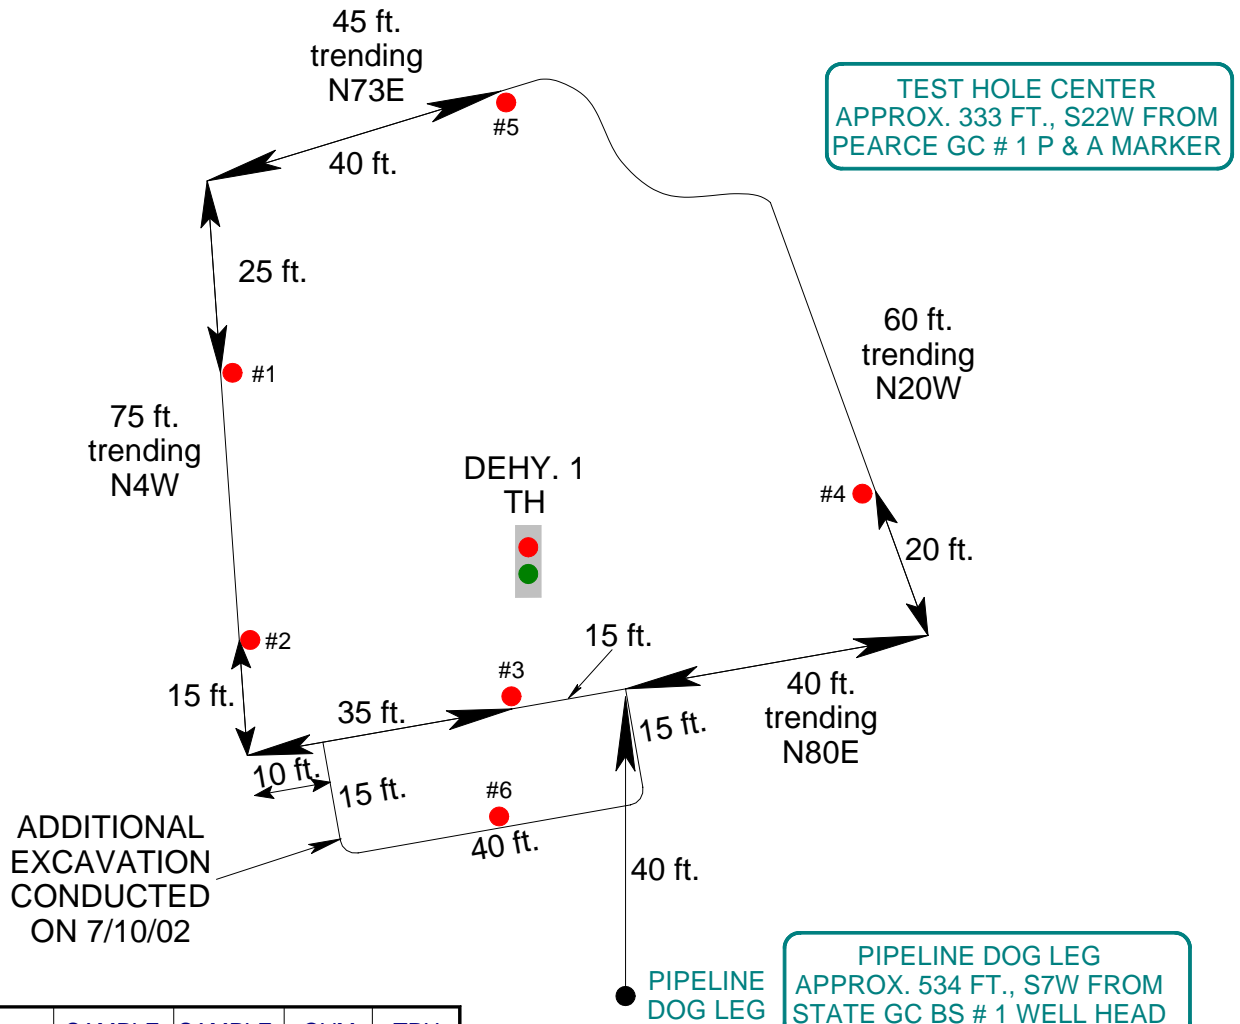 45 ft.
trending
N73E
TEST HOLE CENTER
APPROX. 333 FT., S22W FROM
PEARCE GC # 1 P & A MARKER
#5
40 ft.
25 ft.
#1
75 ft.
trending
N4W
60 ft.
trending
N20W
DEHY. 1
TH
#4
20 ft.
#2
15 ft.
#3
15 ft.
35 ft.
40 ft.
trending
N80E
15 ft.
10 ft.
15 ft.
#6
40 ft.
ADDITIONAL
EXCAVATION
CONDUCTED
ON 7/10/02
40 ft.
PIPELINE
DOG LEG
PIPELINE DOG LEG
APPROX. 534 FT., S7W FROM
STATE GC BS # 1 WELL HEAD